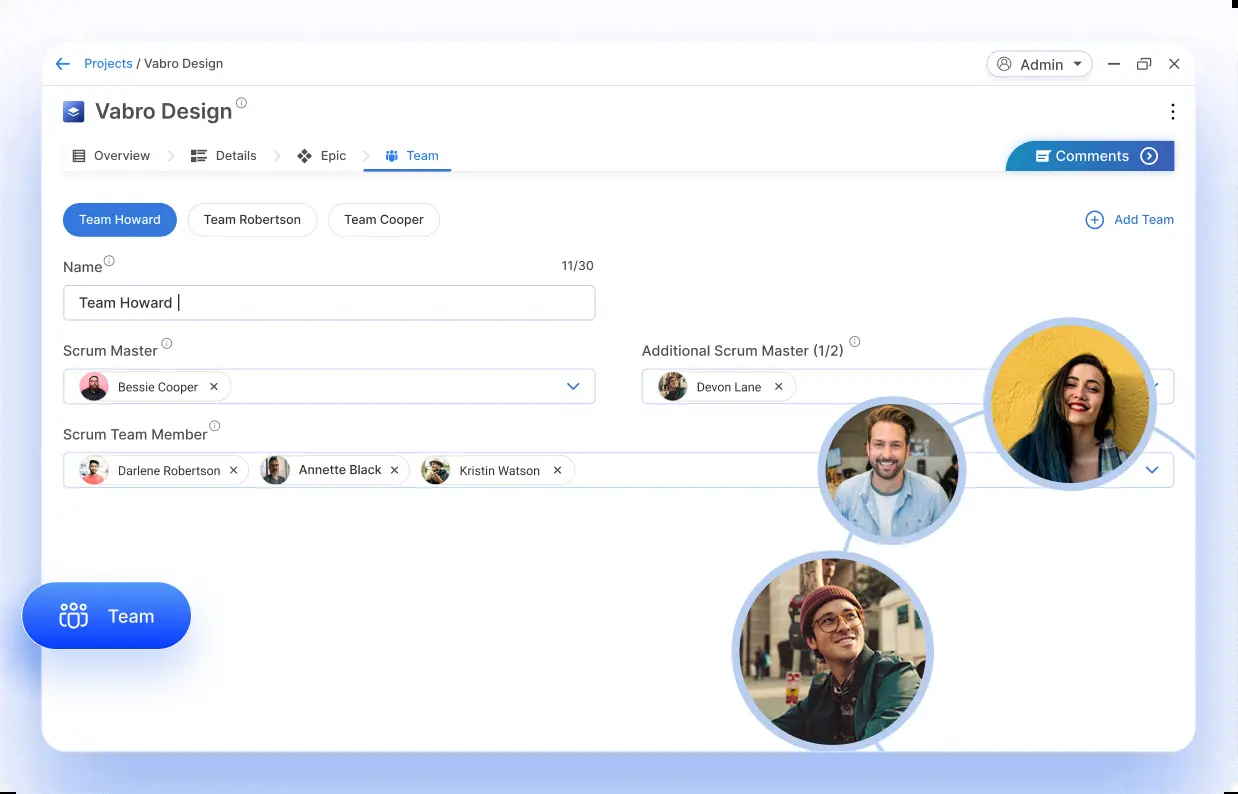 Projects / Vabro Design
Admin
Vabro Design
Overview
Details
Epic
Team
Comments
Team Howard
Team Robertson
Team Cooper
Add Team
Name
11/30
Team Howard
Scrum Master
Additional Scrum Master (1/2)
Bessie Cooper
Devon Lane
Scrum Team Member
Darlene Robertson
Annette Black
Kristin Watson
Team